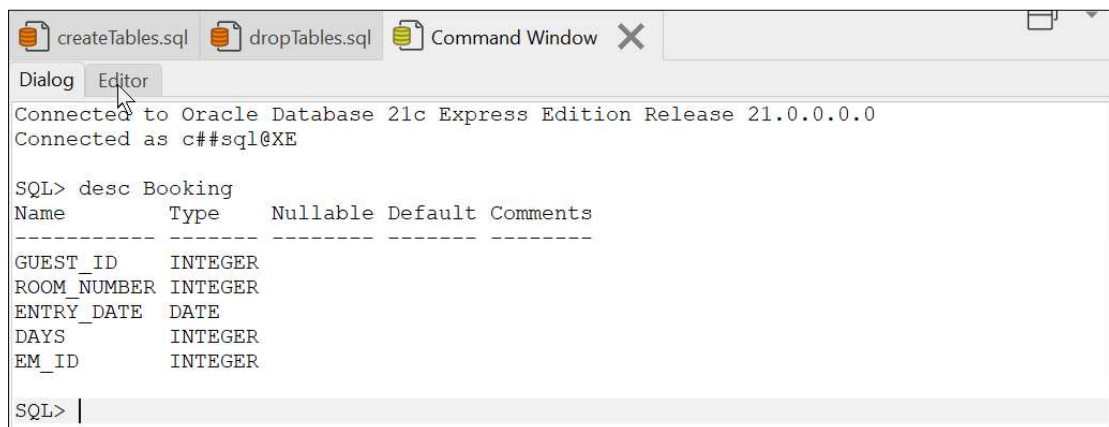 createTables.sql dropTables.sql Command Window
Dialog Editor
Connected to Oracle Database 21c Express Edition Release 21.0.0.0.0
Connected as c##sql@XE
SQL> desc Booking
Name Type Nullable Default Comments
----------- ------- -------- ------- --------
GUEST_ID INTEGER
ROOM_NUMBER INTEGER
ENTRY_DATE DATE
DAYS INTEGER
EM_ID INTEGER
SQL>